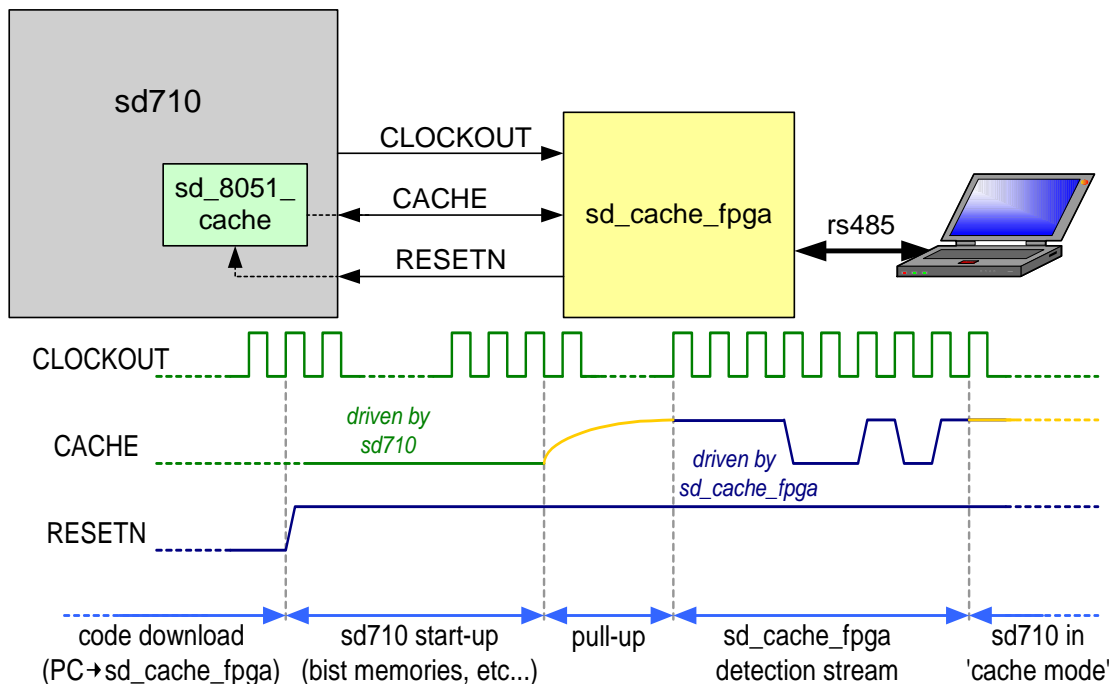 sd710
CLOCKOUT
sd_8051_
cache
CACHE
sd_cache_fpga
rs485
RESETN
CLOCKOUT
driven by
sd710
CACHE
driven by
sd_cache_fpga
RESETN
code download
(PC→sd_cache_fpga)
sd710 start-up
(bist memories, etc...)
pull-up
sd_cache_fpga
detection stream
sd710 in
'cache mode'